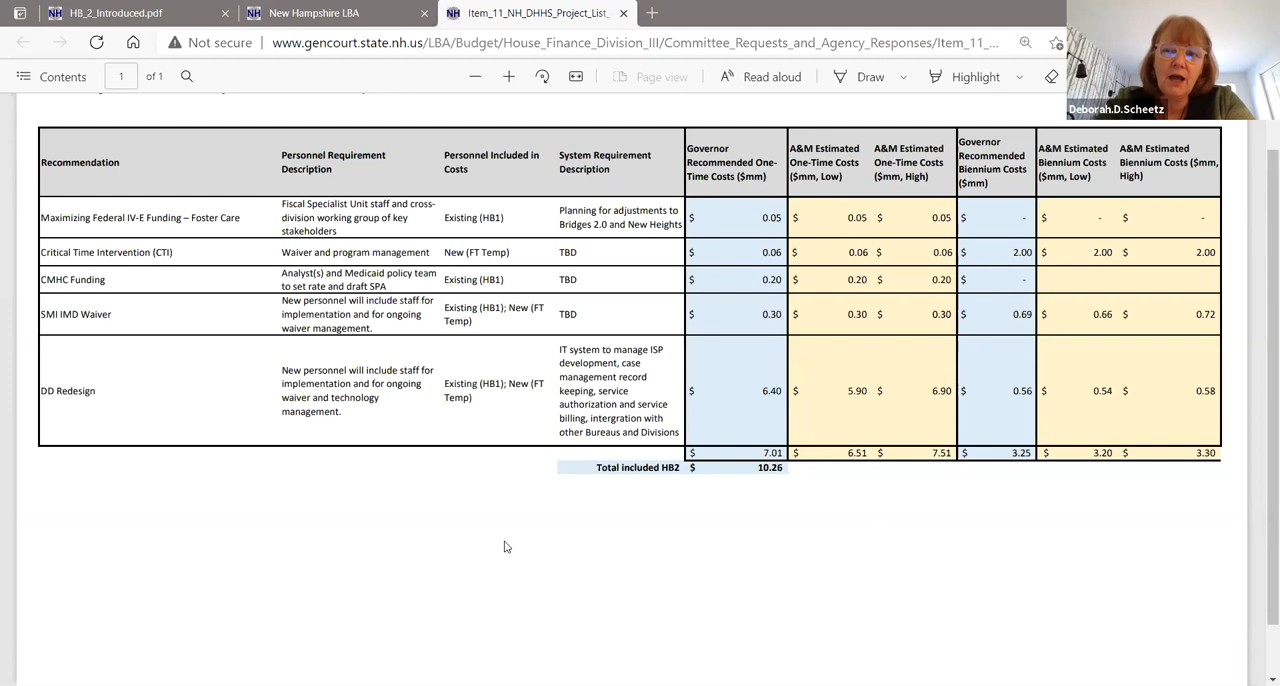 HB_2_Introduced.pdf
New Hampshire LBA
Item_11_NH_DHHS_Project_List_
Not secure
www.gencourt.state.nh.us/LBA/Budget/House_Finance_Division_III/Committee_Requests_and_Agency_Responses/Item_11_...
Contents 1 of 1 Page view Read aloud Draw Highlight
Deborah.D.Scheetz
Recommendation
Personnel Requirement
Description
Personnel Included in
Costs
System Requirement
Description
Governor
Recommended One-
Time Costs ($mm)
A&M Estimated
One-Time Costs
($mm, Low)
A&M Estimated
One-Time Costs
($mm, High)
Governor
Recommended
Biennium Costs
($mm)
A&M Estimated
Biennium Costs
($mm, Low)
A&M Estimated
Biennium Costs ($mm,
High)
Maximizing Federal IV-E Funding – Foster Care
Fiscal Specialist Unit staff and cross-
division working group of key
stakeholders
Existing (HB1)
Planning for adjustments to
Bridges 2.0 and New Heights
$ 0.05 $ 0.05 $ 0.05 $ - $ - $ -
Critical Time Intervention (CTI)
Waiver and program management
New (FT Temp)
TBD
$ 0.06 $ 0.06 $ 0.06 $ 2.00 $ 2.00 $ 2.00
CMHC Funding
Analyst(s) and Medicaid policy team
to set rate and draft SPA
Existing (HB1)
TBD
$ 0.20 $ 0.20 $ 0.20 $ -
SMI IMD Waiver
New personnel will include staff for
implementation and for ongoing
waiver management.
Existing (HB1); New (FT
Temp)
TBD
$ 0.30 $ 0.30 $ 0.30 $ 0.69 $ 0.66 $ 0.72
DD Redesign
New personnel will include staff for
implementation and for ongoing
waiver and technology
management.
Existing (HB1); New (FT
Temp)
IT system to manage ISP
development, case
management record
keeping, service
authorization and service
billing, intergration with
other Bureaus and Divisions
$ 6.40 $ 5.90 $ 6.90 $ 0.56 $ 0.54 $ 0.58
$ 7.01 $ 6.51 $ 7.51 $ 3.25 $ 3.20 $ 3.30
Total included HB2 $ 10.26